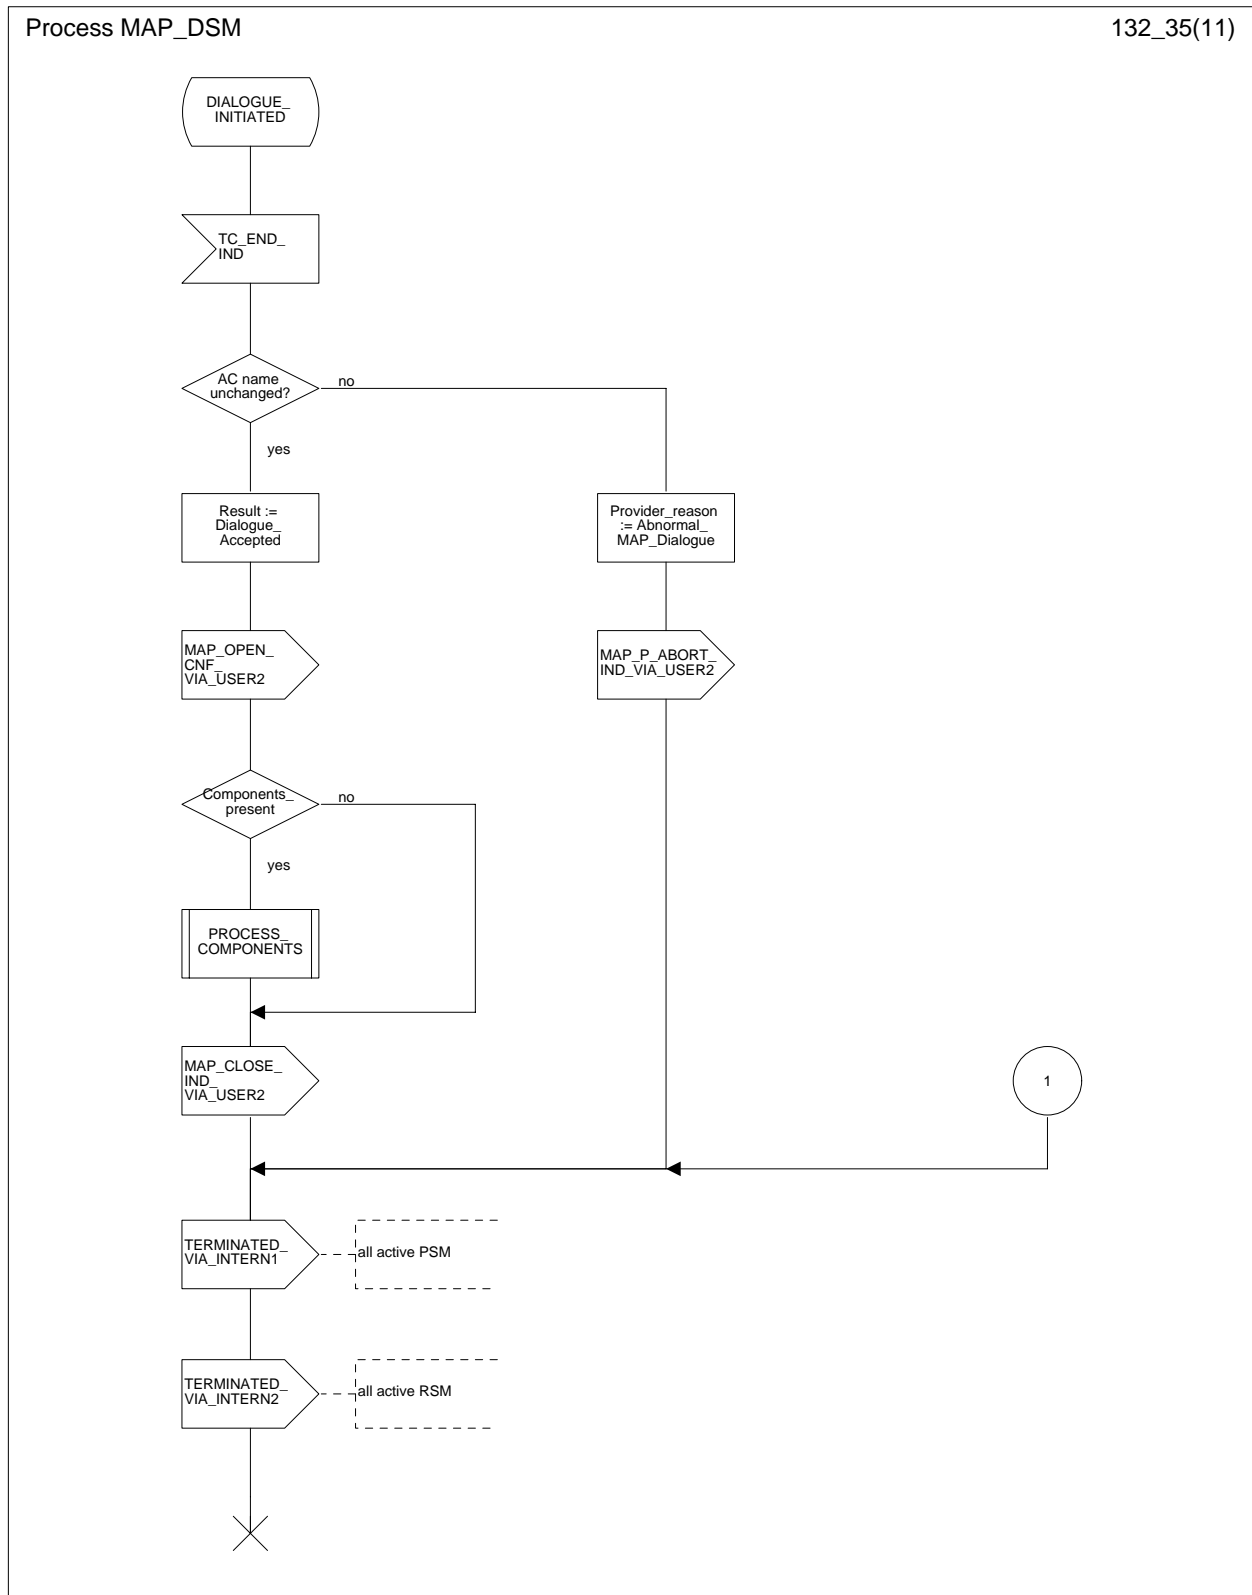 Process MAP_DSM
132_35(11)
DIALOGUE_
INITIATED
TC_END_
IND
AC name
unchanged?
no
yes
Result :=
Dialogue_
Accepted
Provider_reason
:= Abnormal_
MAP_Dialogue
MAP_OPEN_
CNF_
VIA_USER2
MAP_P_ABORT_
IND_VIA_USER2
Components_
present
no
yes
PROCESS_
COMPONENTS
MAP_CLOSE_
IND_
VIA_USER2
1
TERMINATED_
VIA_INTERN1
all active PSM
TERMINATED_
VIA_INTERN2
all active RSM